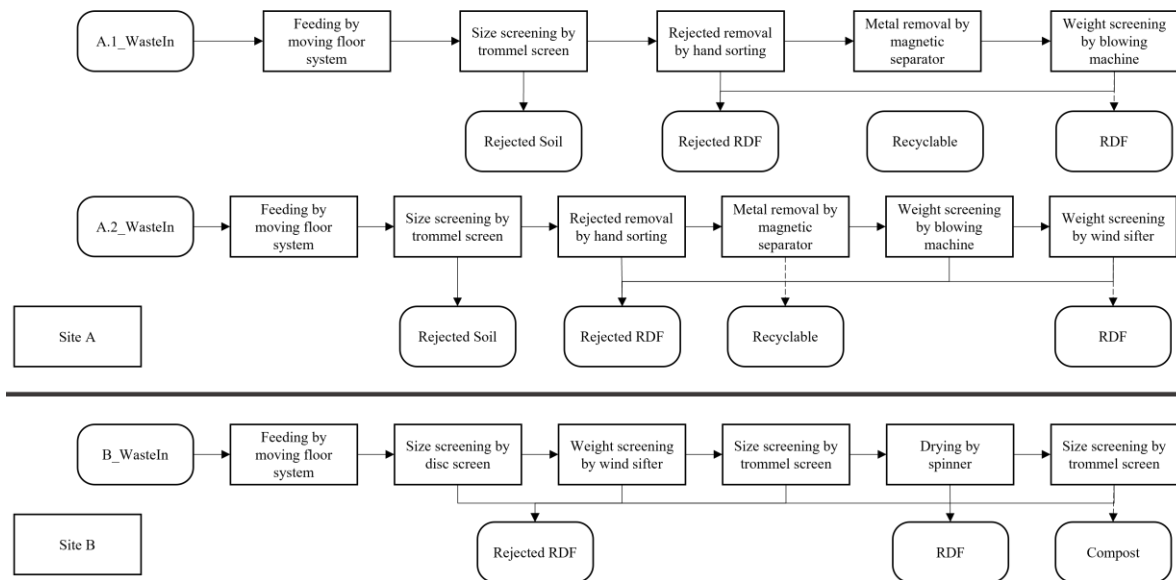 A.1_WasteIn
Feeding by
moving floor
system
Size screening by
trommel screen
Rejected removal
by hand sorting
Metal removal by
magnetic
separator
Weight screening
by blowing
machine
Rejected Soil
Rejected RDF
Recyclable
RDF
A.2_WasteIn
Feeding by
moving floor
system
Size screening by
trommel screen
Rejected removal
by hand sorting
Metal removal by
magnetic
separator
Weight screening
by blowing
machine
Weight screening
by wind sifter
Site A
Rejected Soil
Rejected RDF
Recyclable
RDF
B_WasteIn
Feeding by
moving floor
system
Size screening by
disc screen
Weight screening
by wind sifter
Size screening by
trommel screen
Drying by
spinner
Size screening by
trommel screen
Site B
Rejected RDF
RDF
Compost